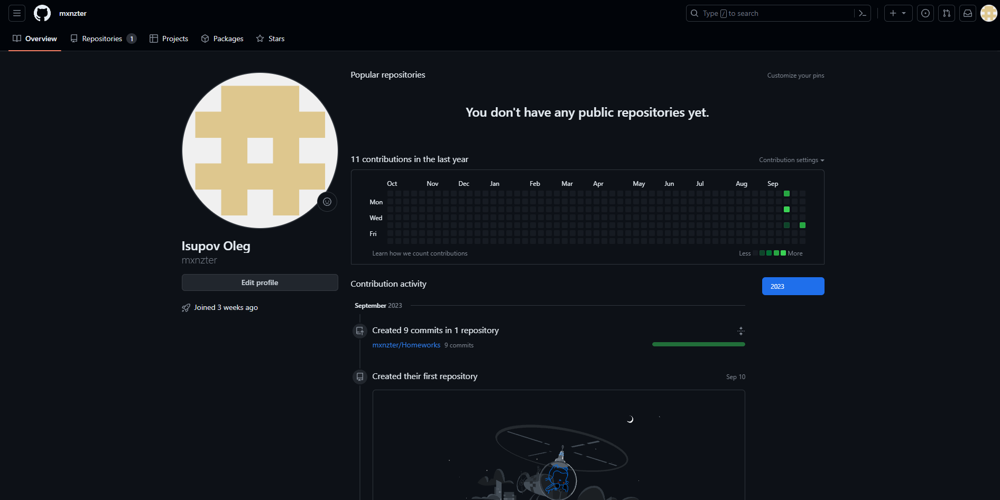 mxnzter
Type / to search
Overview
Repositories 1
Projects
Packages
Stars
Isupov Oleg
mxnzter
Edit profile
Joined 3 weeks ago
Popular repositories
Customize your pins
You don't have any public repositories yet.
11 contributions in the last year
Contribution settings
Oct Nov Dec Jan Feb Mar Apr May Jun Jul Aug Sep
Mon
Wed
Fri
Learn how we count contributions
Less More
Contribution activity
2023
September 2023
Created 9 commits in 1 repository
mxnzter/Homeworks 9 commits
Created their first repository
Sep 10